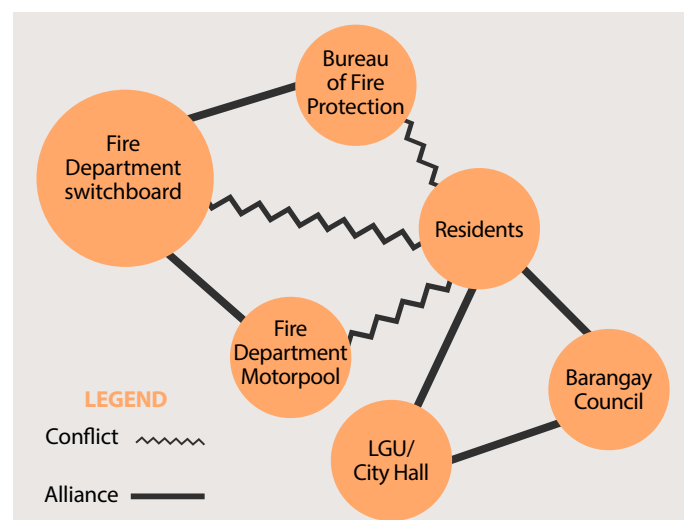 Bureau
of Fire
Protection
Fire
Department
switchboard
Residents
Fire
Department
Motorpool
Barangay
Council
LGU/
City Hall
LEGEND
Conflict
Alliance